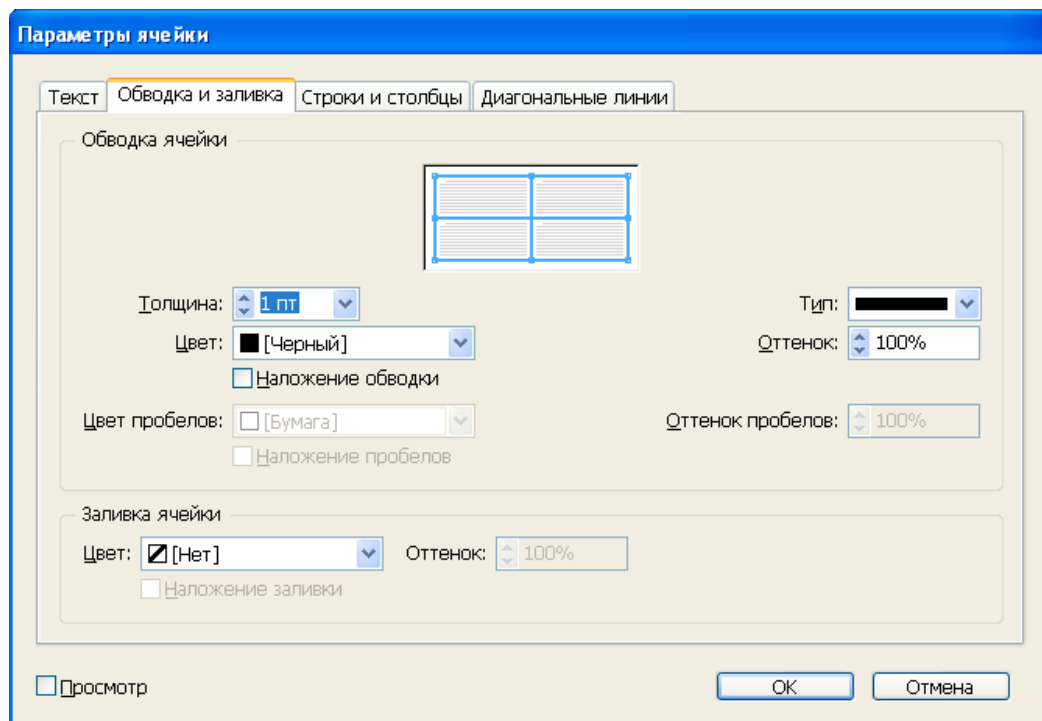 Параметры ячейки
Текст Обводка и заливка Строки и столбцы Диагональные линии
Обводка ячейки
Толщина: 1 пт Тип:
Цвет: [Черный] Оттенок: 100%
Наложение обводки
Цвет пробелов: [Бумага] Оттенок пробелов: 100%
Наложение пробелов
Заливка ячейки
Цвет: [Нет] Оттенок: 100%
Наложение заливки
Просмотр OK Отмена